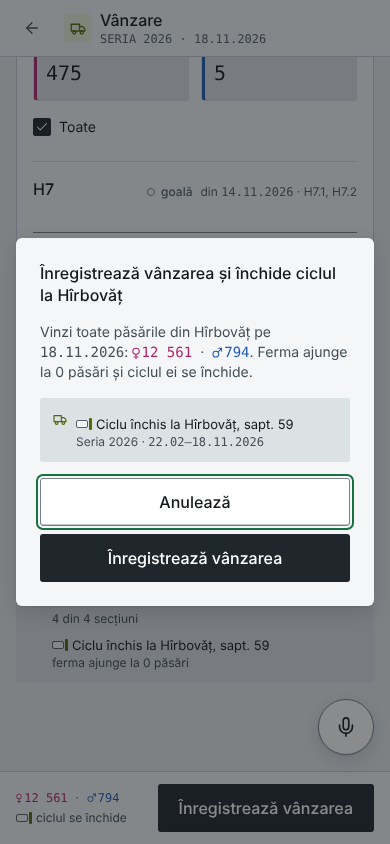 Vânzare
SERIA 2026 · 18.11.2026
475
5
Toate
H7
goală din 14.11.2026 · H7.1, H7.2
Înregistrează vânzarea și închide ciclul
la Hîrbovăț
Vinzi toate păsările din Hîrbovăț pe
18.11.2026: ♀12 561 · ♂794. Ferma ajunge
la 0 păsări și ciclul ei se închide.
Ciclu închis la Hîrbovăț, sapt. 59
Seria 2026 · 22.02–18.11.2026
Anulează
Înregistrează vânzarea
4 din 4 secțiuni
Ciclu închis la Hîrbovăț, sapt. 59
ferma ajunge la 0 păsări
♀12 561 · ♂794
ciclul se închide
Înregistrează vânzarea